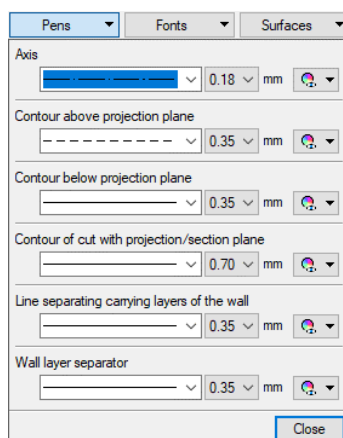 Pens Fonts Surfaces
Axis
0.18 mm
Contour above projection plane
0.35 mm
Contour below projection plane
0.35 mm
Contour of cut with projection/section plane
0.70 mm
Line separating carrying layers of the wall
0.35 mm
Wall layer separator
0.35 mm
Close